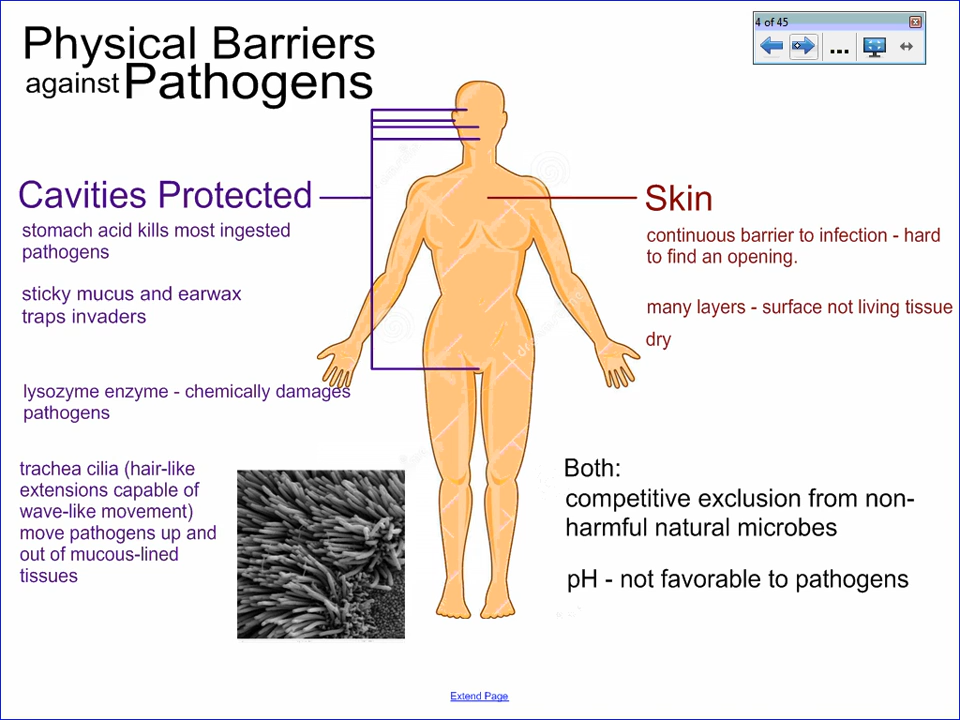 Physical Barriers
against Pathogens
4 of 45
...
Cavities Protected
stomach acid kills most ingested
pathogens
sticky mucus and earwax
traps invaders
lysozyme enzyme - chemically damages
pathogens
trachea cilia (hair-like
extensions capable of
wave-like movement)
move pathogens up and
out of mucous-lined
tissues
Skin
continuous barrier to infection - hard
to find an opening.
many layers - surface not living tissue
dry
Both:
competitive exclusion from non-
harmful natural microbes
pH - not favorable to pathogens
Extend Page